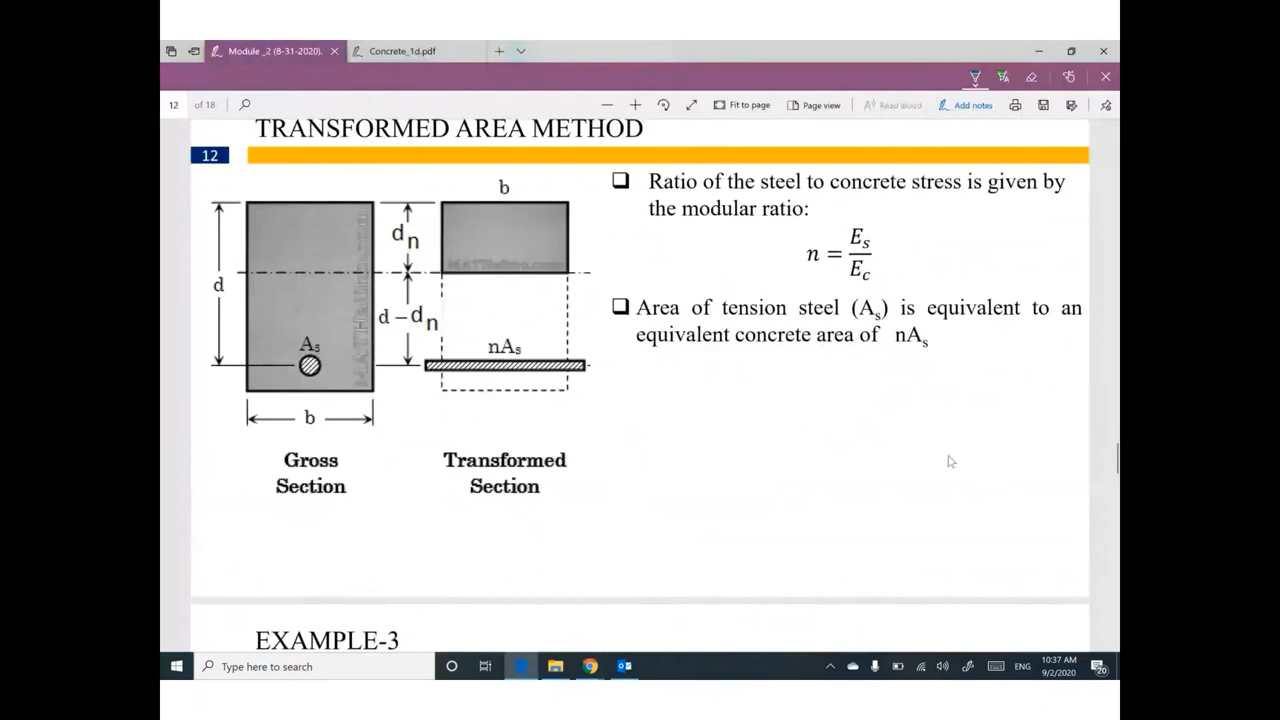 Module _2 (8-31-2020).
Concrete_1d.pdf
12 of 18
Fit to page
Page view
Read aloud
Add notes
TRANSFORMED AREA METHOD
12
b
d
dn
d – dn
As
nAs
b
Gross
Section
Transformed
Section
❑ Ratio of the steel to concrete stress is given by
the modular ratio:
n = Es/Ec
❑ Area of tension steel (As) is equivalent to an
equivalent concrete area of nAs
EXAMPLE-3
Type here to search
ENG
10:37 AM
9/2/2020
20